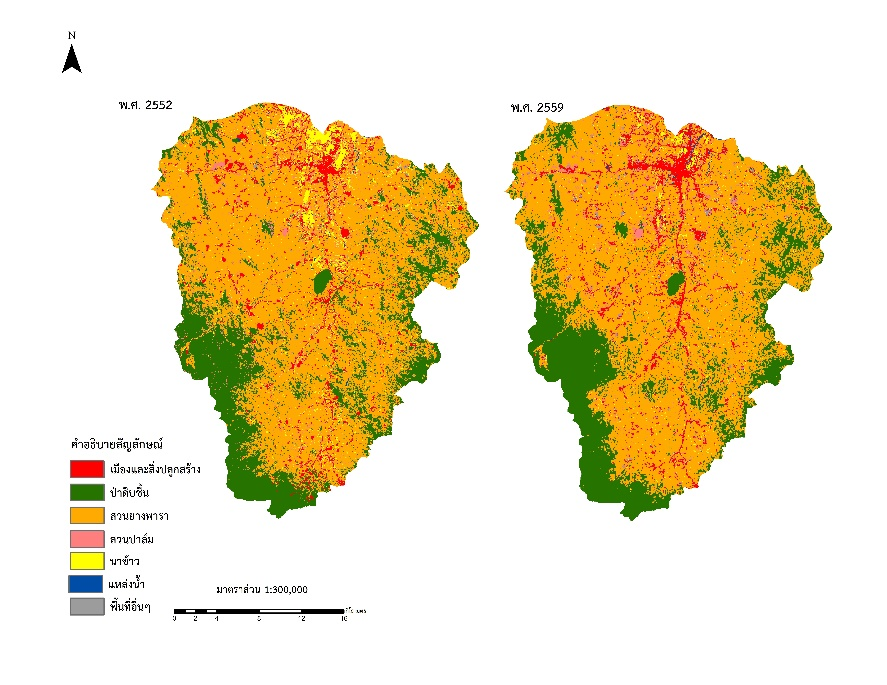 N
พ.ศ. 2552
พ.ศ. 2559
คำอธิบายสัญลักษณ์
เมืองและสิ่งปลูกสร้าง
ป่าดิบชื้น
สวนยางพารา
สวนปาล์ม
นาข้าว
แหล่งน้ำ
พื้นที่อื่นๆ
มาตราส่วน 1:300,000
0 2 4 8 12 16